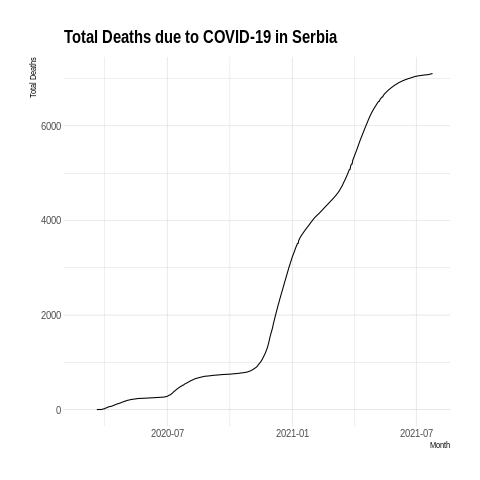 Total Deaths due to COVID-19 in Serbia
Total Deaths
6000
4000
2000
0
2020-07
2021-01
2021-07
Month